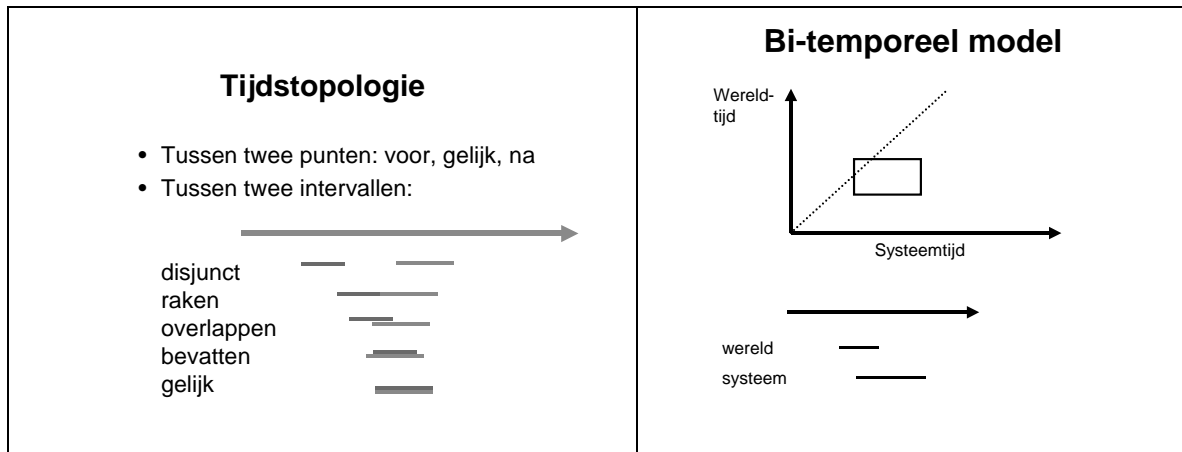 Tijdstopologie
• Tussen twee punten: voor, gelijk, na
• Tussen twee intervallen:
disjunct
raken
overlappen
bevatten
gelijk
Bi-temporeel model
Wereld-
tijd
Systeemtijd
wereld
systeem